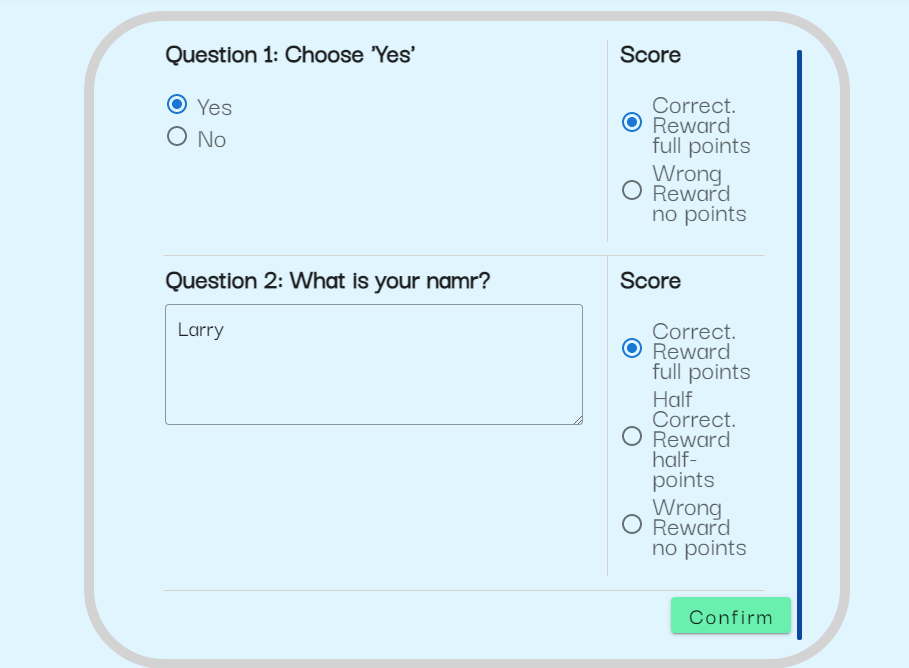 Question 1: Choose 'Yes'
Yes
No
Score
Correct.
Reward
full points
Wrong
Reward
no points
Question 2: What is your namr?
Larry
Score
Correct.
Reward
full points
Half
Correct.
Reward
half-
points
Wrong
Reward
no points
Confirm